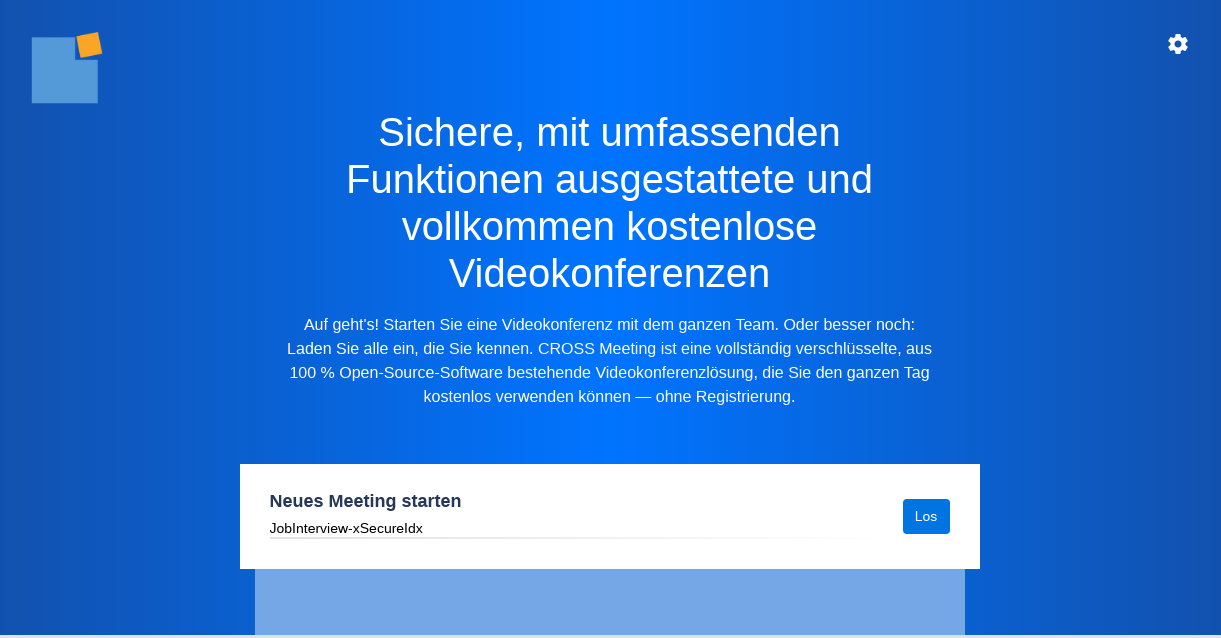 Sichere, mit umfassenden
Funktionen ausgestattete und
vollkommen kostenlose
Videokonferenzen
Auf geht's! Starten Sie eine Videokonferenz mit dem ganzen Team. Oder besser noch:
Laden Sie alle ein, die Sie kennen. CROSS Meeting ist eine vollständig verschlüsselte, aus
100 % Open-Source-Software bestehende Videokonferenzlösung, die Sie den ganzen Tag
kostenlos verwenden können — ohne Registrierung.
Neues Meeting starten
JobInterview-xSecureIdx
Los